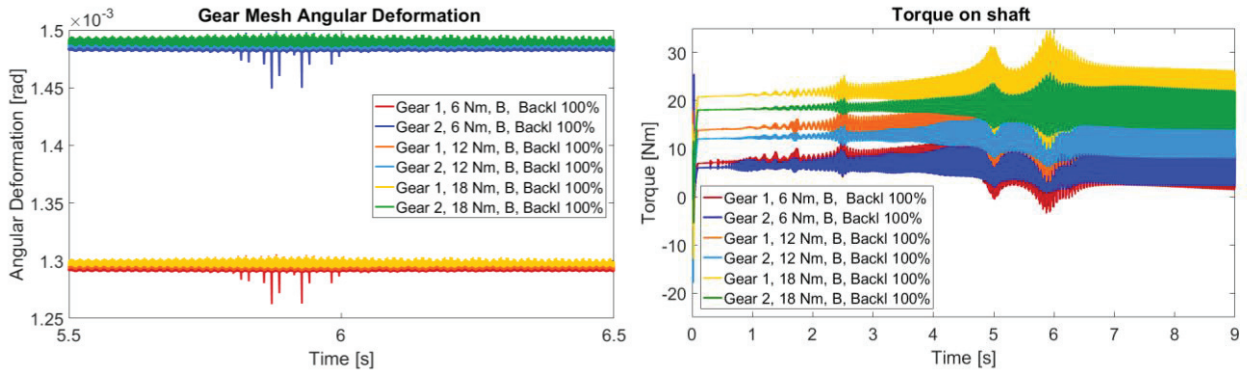 Gear Mesh Angular Deformation
×10⁻³
1.5
1.45
1.4
1.35
1.3
1.25
Angular Deformation [rad]
Gear 1, 6 Nm, B,  Backl 100%
Gear 2, 6 Nm, B, Backl 100%
Gear 1, 12 Nm, B, Backl 100%
Gear 2, 12 Nm, B, Backl 100%
Gear 1, 18 Nm, B, Backl 100%
Gear 2, 18 Nm, B, Backl 100%
5.5 6 6.5
Time [s]
Torque on shaft
30
20
10
0
-10
-20
Torque [Nm]
Gear 1, 6 Nm, B,  Backl 100%
Gear 2, 6 Nm, B, Backl 100%
Gear 1, 12 Nm, B, Backl 100%
Gear 2, 12 Nm, B, Backl 100%
Gear 1, 18 Nm, B, Backl 100%
Gear 2, 18 Nm, B, Backl 100%
0 1 2 3 4 5 6 7 8 9
Time [s]